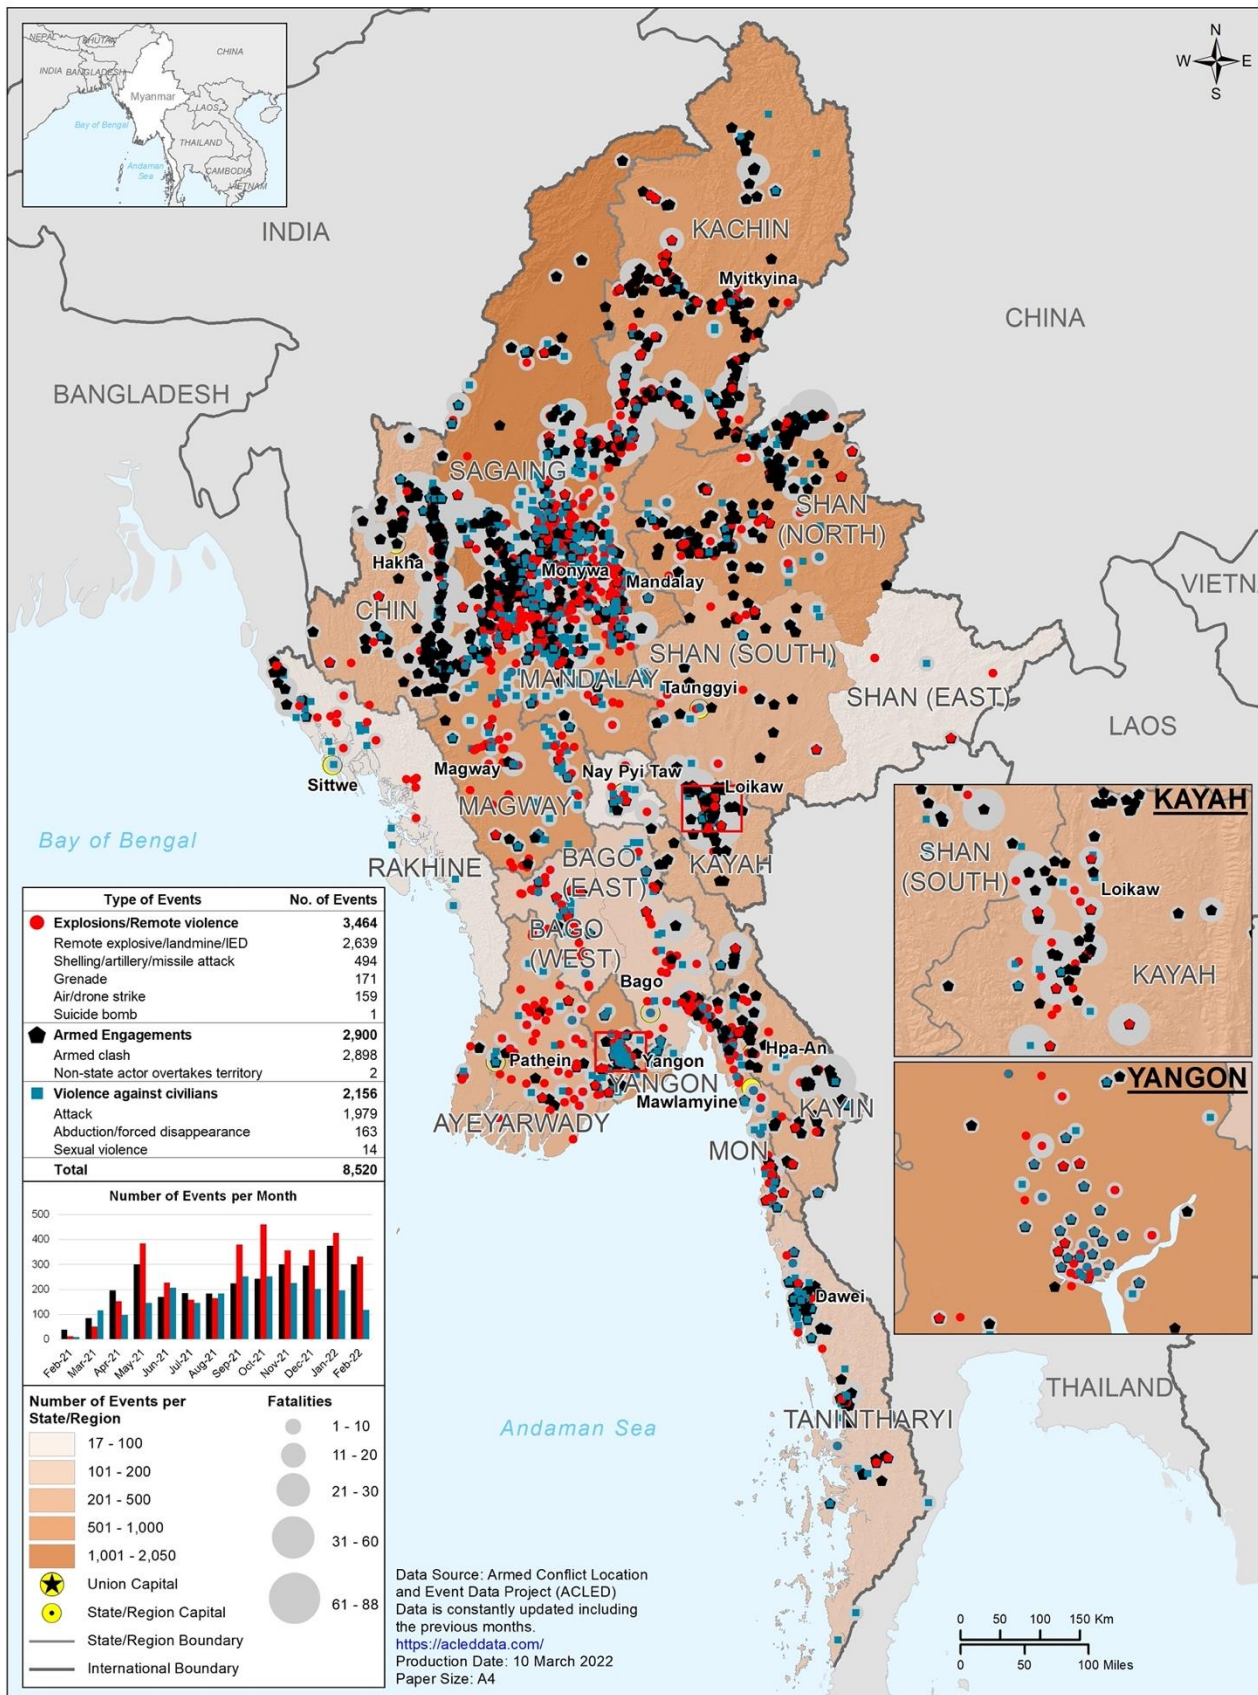 NEPAL
BHUTAN
CHINA
INDIA
BANGLADESH
Myanmar
LAOS
Bay of Bengal
THAILAND
Andaman
Sea
CAMBODIA
VIETNAM
N
W E
S
INDIA
KACHIN
Myitkyina
CHINA
BANGLADESH
SAGAING
SHAN
(NORTH)
Hakha
Monywa
Mandalay
VIETN
CHIN
SHAN (SOUTH)
MANDALAY
Taunggyi
SHAN (EAST)
LAOS
Sittwe
Magway
Nay Pyi Taw
Loikaw
MAGWAY
Bay of Bengal
RAKHINE
BAGO
(EAST)
KAYAH
BAGO
(WEST)
Bago
Pathein
Yangon
Hpa-An
YANGON
Mawlamyine
KAYIN
AYEYARWADY
MON
Dawei
Andaman Sea
TANINTHARYI
THAILAND
KAYAH
SHAN
(SOUTH)
Loikaw
KAYAH
YANGON
Type of Events No. of Events
Explosions/Remote violence 3,464
Remote explosive/landmine/IED 2,639
Shelling/artillery/missile attack 494
Grenade 171
Air/drone strike 159
Suicide bomb 1
Armed Engagements 2,900
Armed clash 2,898
Non-state actor overtakes territory 2
Violence against civilians 2,156
Attack 1,979
Abduction/forced disappearance 163
Sexual violence 14
Total 8,520
Number of Events per Month
500
400
300
200
100
0
Feb-21 Mar-21 Apr-21 May-21 Jun-21 Jul-21 Aug-21 Sep-21 Oct-21 Nov-21 Dec-21 Jan-22 Feb-22
Number of Events per
State/Region
17 - 100
101 - 200
201 - 500
501 - 1,000
1,001 - 2,050
Union Capital
State/Region Capital
State/Region Boundary
International Boundary
Fatalities
1 - 10
11 - 20
21 - 30
31 - 60
61 - 88
Data Source: Armed Conflict Location
and Event Data Project (ACLED)
Data is constantly updated including
the previous months.
https://acleddata.com/
Production Date: 10 March 2022
Paper Size: A4
0 50 100 150 Km
0 50 100 Miles